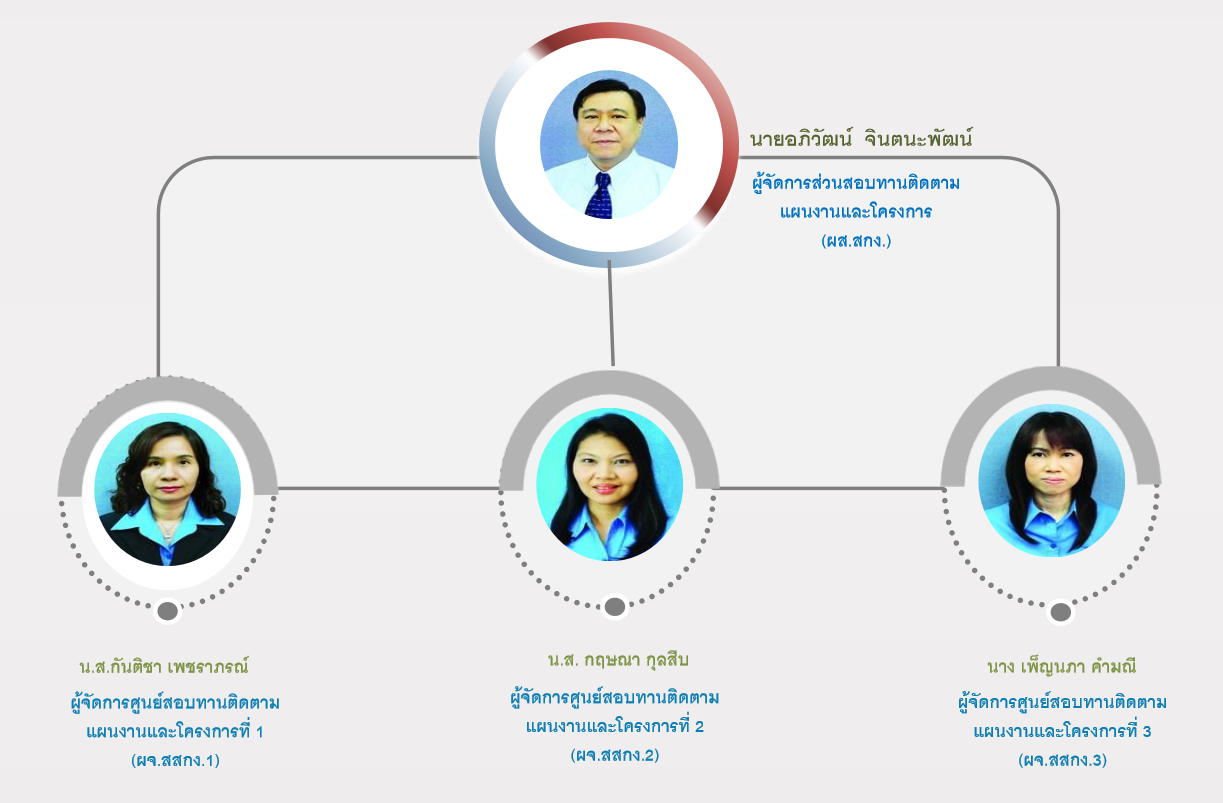 นายอภิวัฒน์ จินตนะพัฒน์
ผู้จัดการส่วนสอบทานติดตาม
แผนงานและโครงการ
(ผส.สกง.)
น.ส.กันติชา เพชราภรณ์
ผู้จัดการศูนย์สอบทานติดตาม
แผนงานและโครงการที่ 1
(ผจ.สสกง.1)
น.ส. กฤษณา กุลสืบ
ผู้จัดการศูนย์สอบทานติดตาม
แผนงานและโครงการที่ 2
(ผจ.สสกง.2)
นาง เพ็ญนภา คำมณี
ผู้จัดการศูนย์สอบทานติดตาม
แผนงานและโครงการที่ 3
(ผจ.สสกง.3)